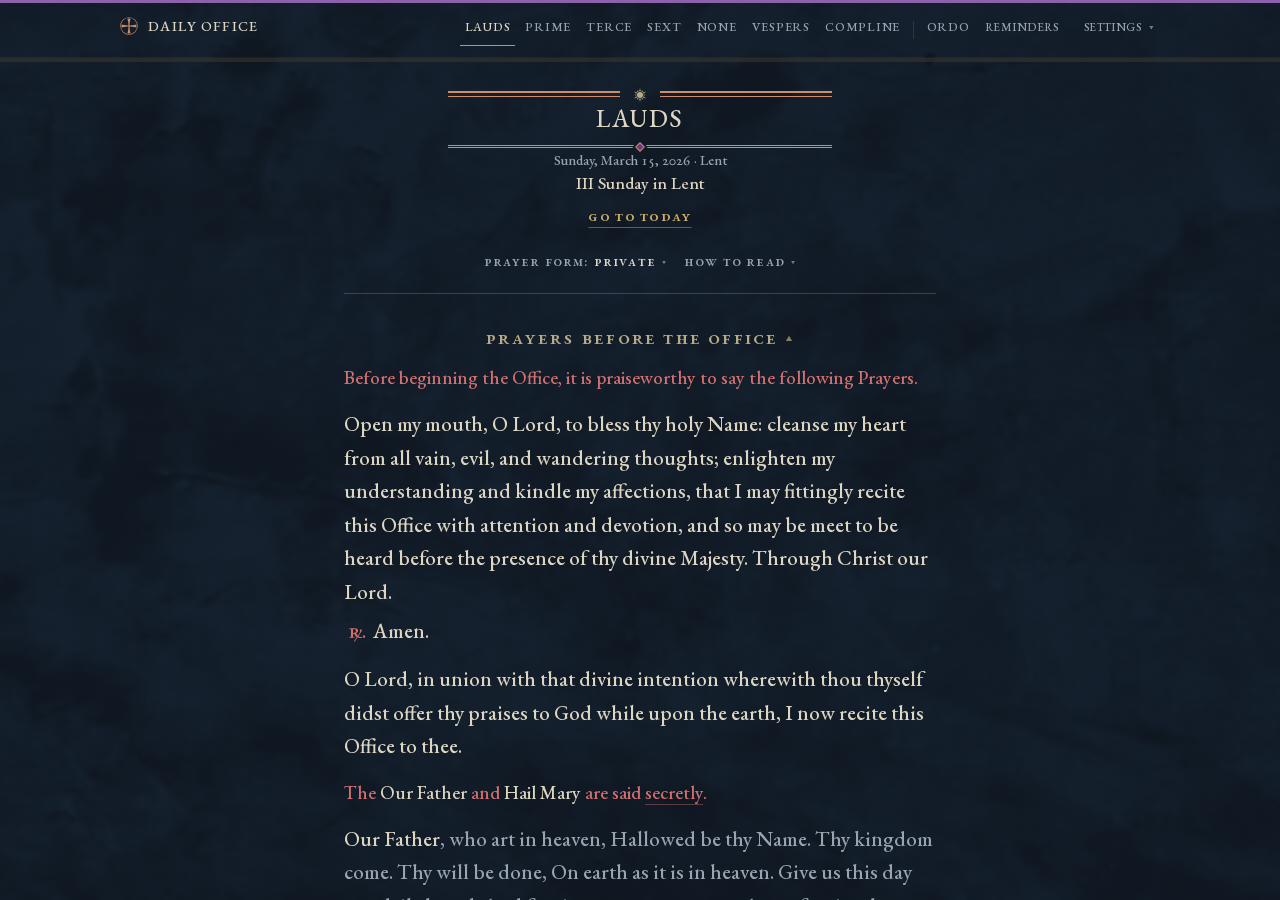 DAILY OFFICE
LAUDS PRIME TERCE SEXT NONE VESPERS COMPLINE ORDO REMINDERS SETTINGS
LAUDS
Sunday, March 15, 2026 · Lent
III Sunday in Lent
GO TO TODAY
PRAYER FORM: PRIVATE HOW TO READ
PRAYERS BEFORE THE OFFICE
Before beginning the Office, it is praiseworthy to say the following Prayers.
Open my mouth, O Lord, to bless thy holy Name: cleanse my heart
from all vain, evil, and wandering thoughts; enlighten my
understanding and kindle my affections, that I may fittingly recite
this Office with attention and devotion, and so may be meet to be
heard before the presence of thy divine Majesty. Through Christ our
Lord.
℟. Amen.
O Lord, in union with that divine intention wherewith thou thyself
didst offer thy praises to God while upon the earth, I now recite this
Office to thee.
The Our Father and Hail Mary are said secretly.
Our Father, who art in heaven, Hallowed be thy Name. Thy kingdom
come. Thy will be done, On earth as it is in heaven. Give us this day